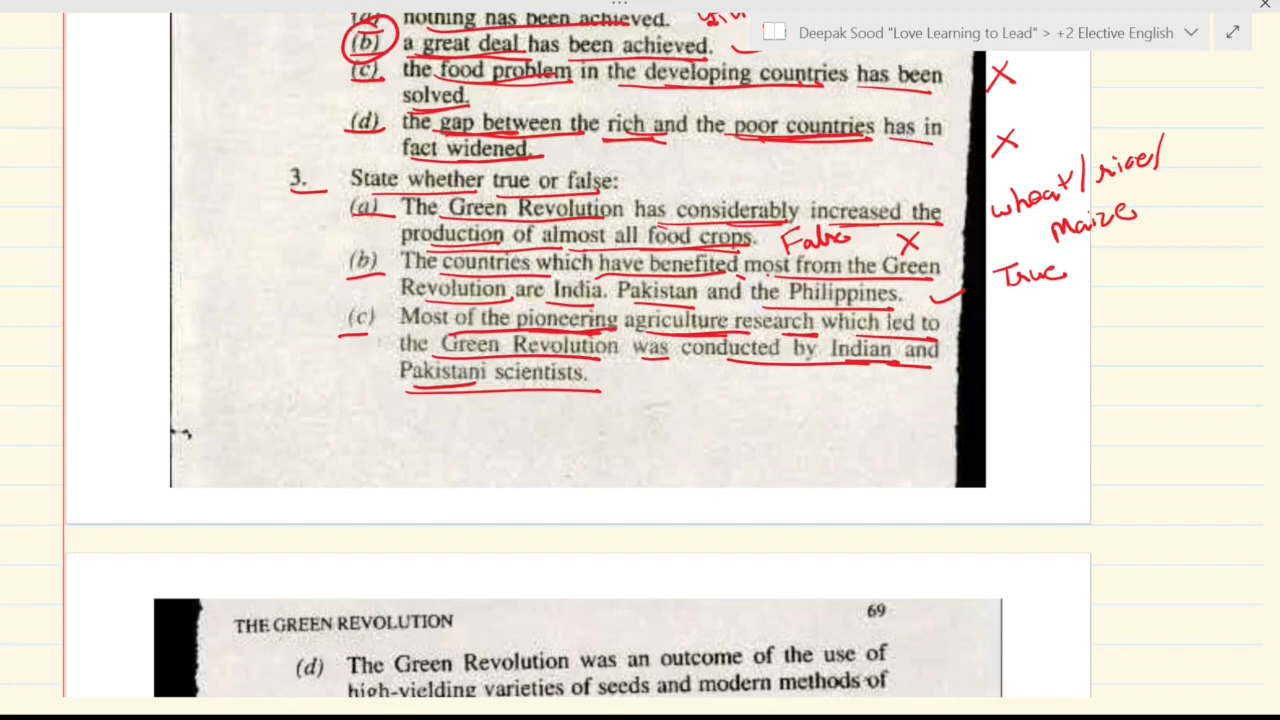 ...
(a) nothing has been achieved.
Deepak Sood "Love Learning to Lead" > +2 Elective English
(b) a great deal has been achieved.
(c) the food problem in the developing countries has been
solved.
(d) the gap between the rich and the poor countries has in
fact widened.
3. State whether true or false:
wheat/rice/
Maize
(a) The Green Revolution has considerably increased the
production of almost all food crops. False X
(b) The countries which have benefited most from the Green
True
Revolution are India, Pakistan and the Philippines.
(c) Most of the pioneering agriculture research which led to
the Green Revolution was conducted by Indian and
Pakistani scientists.
THE GREEN REVOLUTION 69
(d) The Green Revolution was an outcome of the use of
high-yielding varieties of seeds and modern methods of